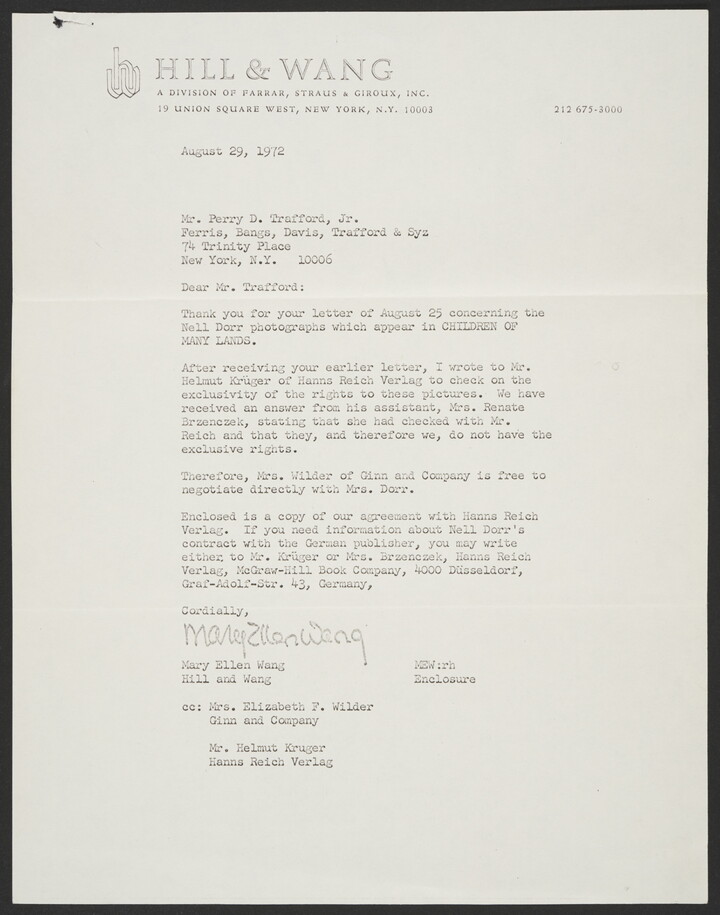 HILL & WANG
A DIVISION OF FARRAR, STRAUS & GIROUX, INC.
19 UNION SQUARE WEST, NEW YORK, N.Y. 10003 212 675-3000
August 29, 1972
Mr. Perry D. Trafford, Jr.
Ferris, Bangs, Davis, Trafford & Syz
74 Trinity Place
New York, N.Y. 10006
Dear Mr. Trafford:
Thank you for your letter of August 25 concerning the
Nell Dorr photographs which appear in CHILDREN OF
MANY LANDS.
After receiving your earlier letter, I wrote to Mr.
Helmut Krüger of Hanns Reich Verlag to check on the
exclusivity of the rights to these pictures. We have
received an answer from his assistant, Mrs. Renate
Brzenczek, stating that she had checked with Mr.
Reich and that they, and therefore we, do not have the
exclusive rights.
Therefore, Mrs. Wilder of Ginn and Company is free to
negotiate directly with Mrs. Dorr.
Enclosed is a copy of our agreement with Hanns Reich
Verlag. If you need information about Nell Dorr's
contract with the German publisher, you may write
either to Mr. Krüger or Mrs. Brzenczek, Hanns Reich
Verlag, McGraw-Hill Book Company, 4000 Düsseldorf,
Graf-Adolf-Str. 43, Germany,
Cordially,
Mary Ellen Wang
Mary Ellen Wang MEW:rh
Hill and Wang Enclosure
cc: Mrs. Elizabeth F. Wilder
Ginn and Company
Mr. Helmut Kruger
Hanns Reich Verlag